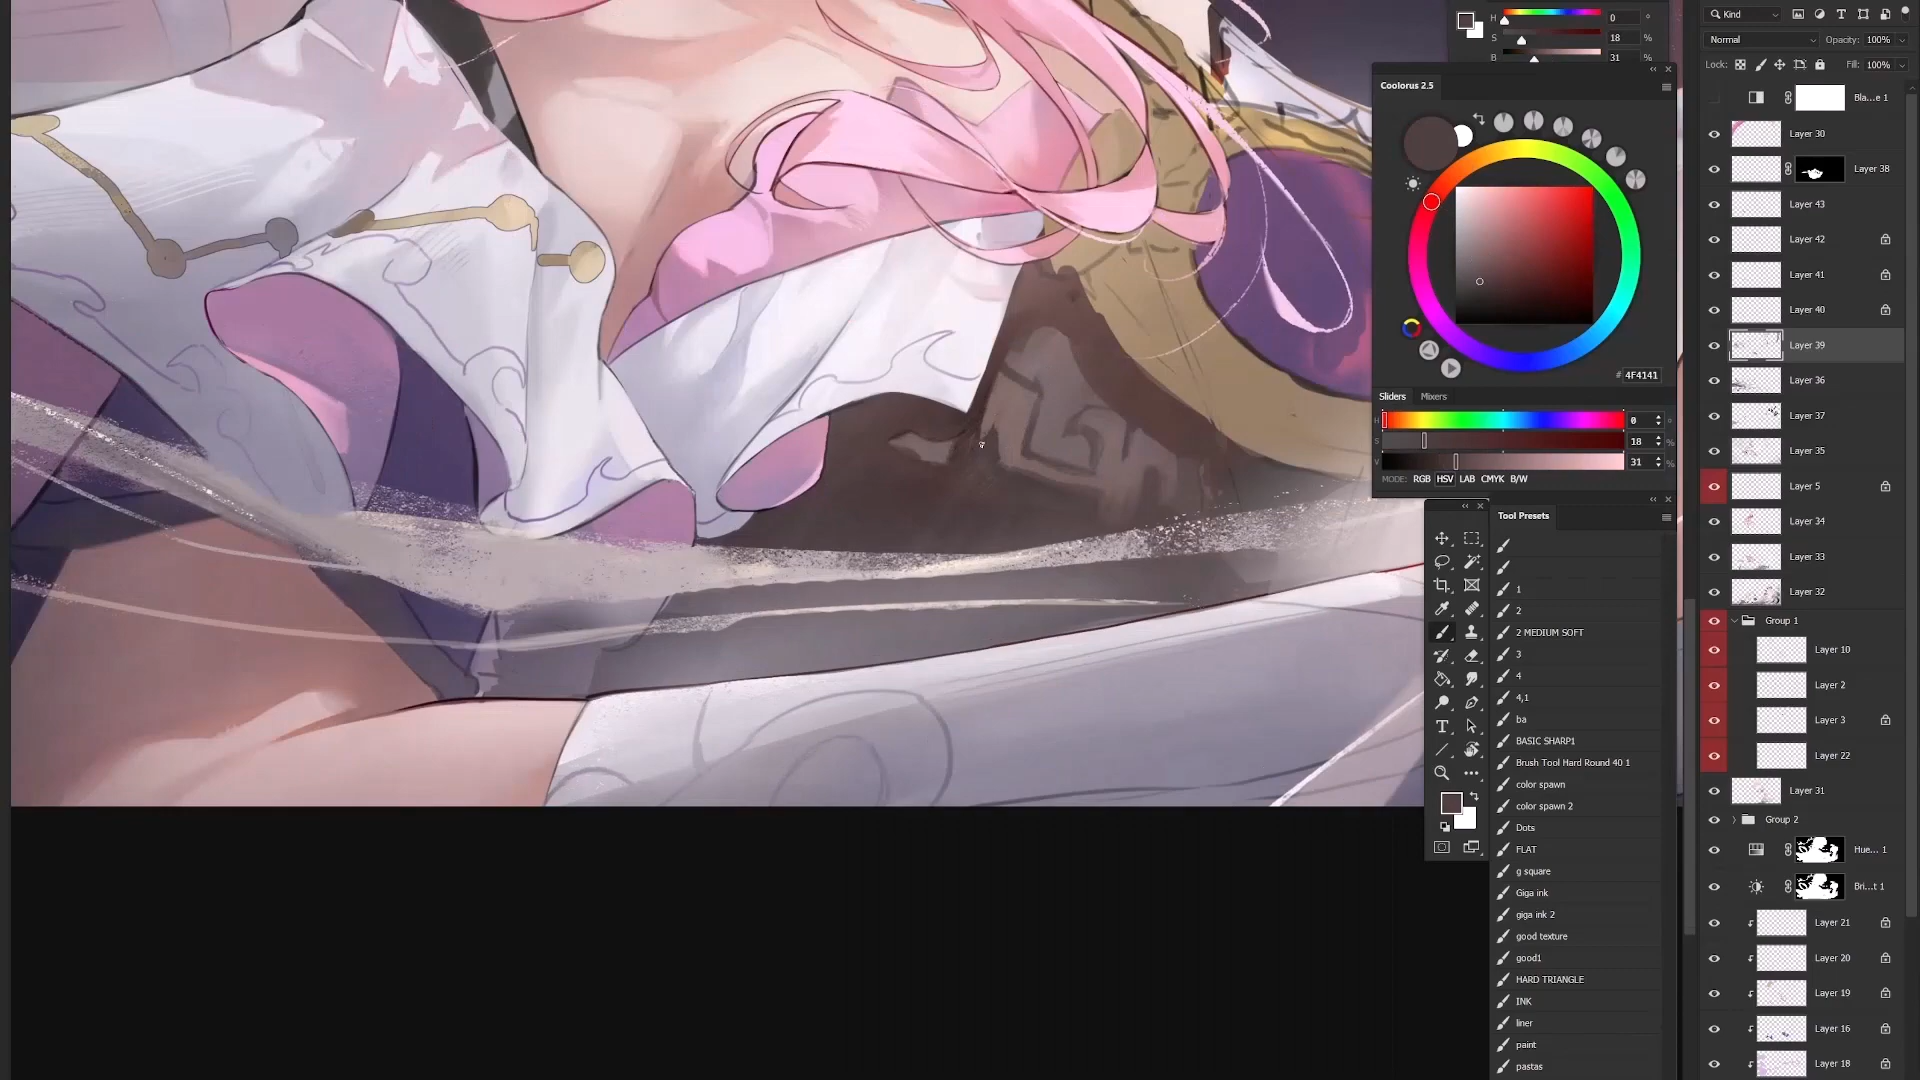 H 0 °
S 18 %
B 31 %
Coolorus 2.5
# 4F4141
Sliders Mixers
H 0 °
S 18 %
V 31 %
MODE: RGB HSV LAB CMYK B/W
Tool Presets
1
2
2 MEDIUM SOFT
3
4
4,1
ba
BASIC SHARP1
Brush Tool Hard Round 40 1
color spawn
color spawn 2
Dots
FLAT
g square
Giga ink
giga ink 2
good texture
good1
HARD TRIANGLE
INK
liner
paint
pastas
Kind
Normal Opacity: 100%
Lock: Fill: 100%
Bla...e 1
Layer 30
Layer 38
Layer 43
Layer 42
Layer 41
Layer 40
Layer 39
Layer 36
Layer 37
Layer 35
Layer 5
Layer 34
Layer 33
Layer 32
Group 1
Layer 10
Layer 2
Layer 3
Layer 22
Layer 31
Group 2
Hue... 1
Bri...t 1
Layer 21
Layer 20
Layer 19
Layer 16
Layer 18